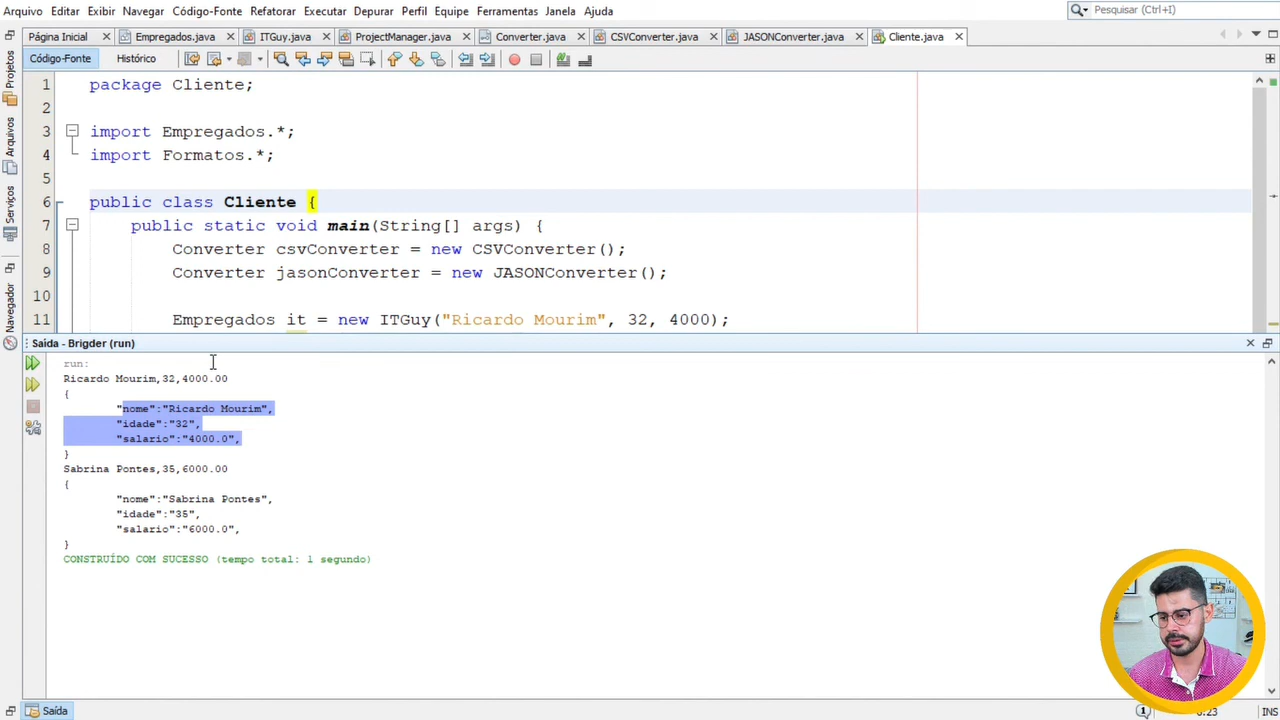 Arquivo Editar Exibir Navegar Código-Fonte Refatorar Executar Depurar Perfil Equipe Ferramentas Janela Ajuda
Pesquisar (Ctrl+I)
Página Inicial Empregados.java ITGuy.java ProjectManager.java Converter.java CSVConverter.java JASONConverter.java Cliente.java
Código-Fonte Histórico
Projetos
Arquivos
Serviços
Navegador
1 package Cliente;
2
3 import Empregados.*;
4 import Formatos.*;
5
6 public class Cliente {
7 public static void main(String[] args) {
8 Converter csvConverter = new CSVConverter();
9 Converter jasonConverter = new JASONConverter();
10
11 Empregados it = new ITGuy("Ricardo Mourim", 32, 4000);
Saída - Brigder (run)
run:
Ricardo Mourim,32,4000.00
{
"nome":"Ricardo Mourim",
"idade":"32",
"salario":"4000.0",
}
Sabrina Pontes,35,6000.00
{
"nome":"Sabrina Pontes",
"idade":"35",
"salario":"6000.0",
}
CONSTRUÍDO COM SUCESSO (tempo total: 1 segundo)
Saída
INS